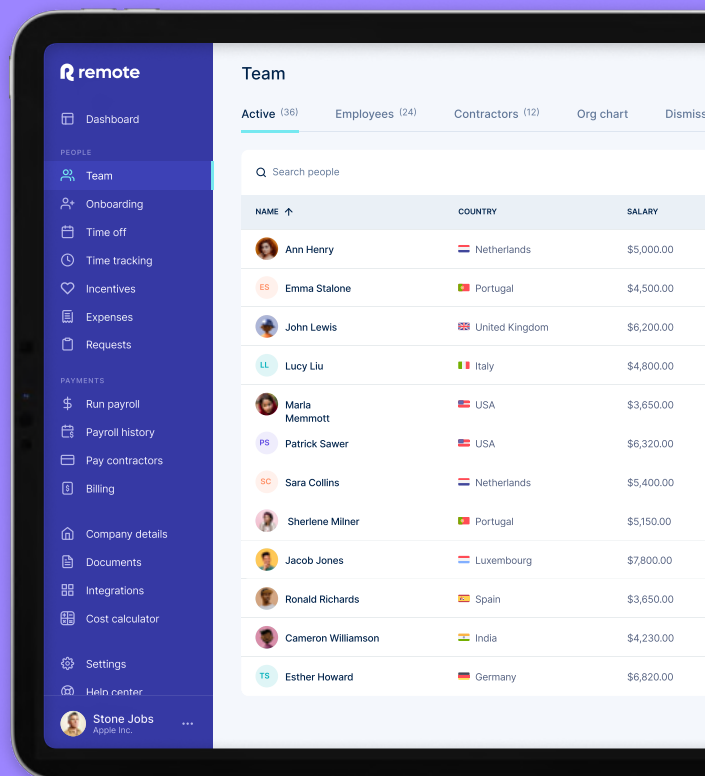 remote
Dashboard
PEOPLE
Team
Onboarding
Time off
Time tracking
Incentives
Expenses
Requests
PAYMENTS
Run payroll
Payroll history
Pay contractors
Billing
Company details
Documents
Integrations
Cost calculator
Settings
Help center
Stone Jobs
Apple Inc.
Team
Active (36) Employees (24) Contractors (12) Org chart Dismiss
Search people
NAME COUNTRY SALARY
Ann Henry Netherlands $5,000.00
ES Emma Stalone Portugal $4,500.00
John Lewis United Kingdom $6,200.00
LL Lucy Liu Italy $4,800.00
Marla USA $3,650.00
Memmott
PS Patrick Sawer USA $6,320.00
SC Sara Collins Netherlands $5,400.00
Sherlene Milner Portugal $5,150.00
Jacob Jones Luxembourg $7,800.00
Ronald Richards Spain $3,650.00
Cameron Williamson India $4,230.00
TS Esther Howard Germany $6,820.00